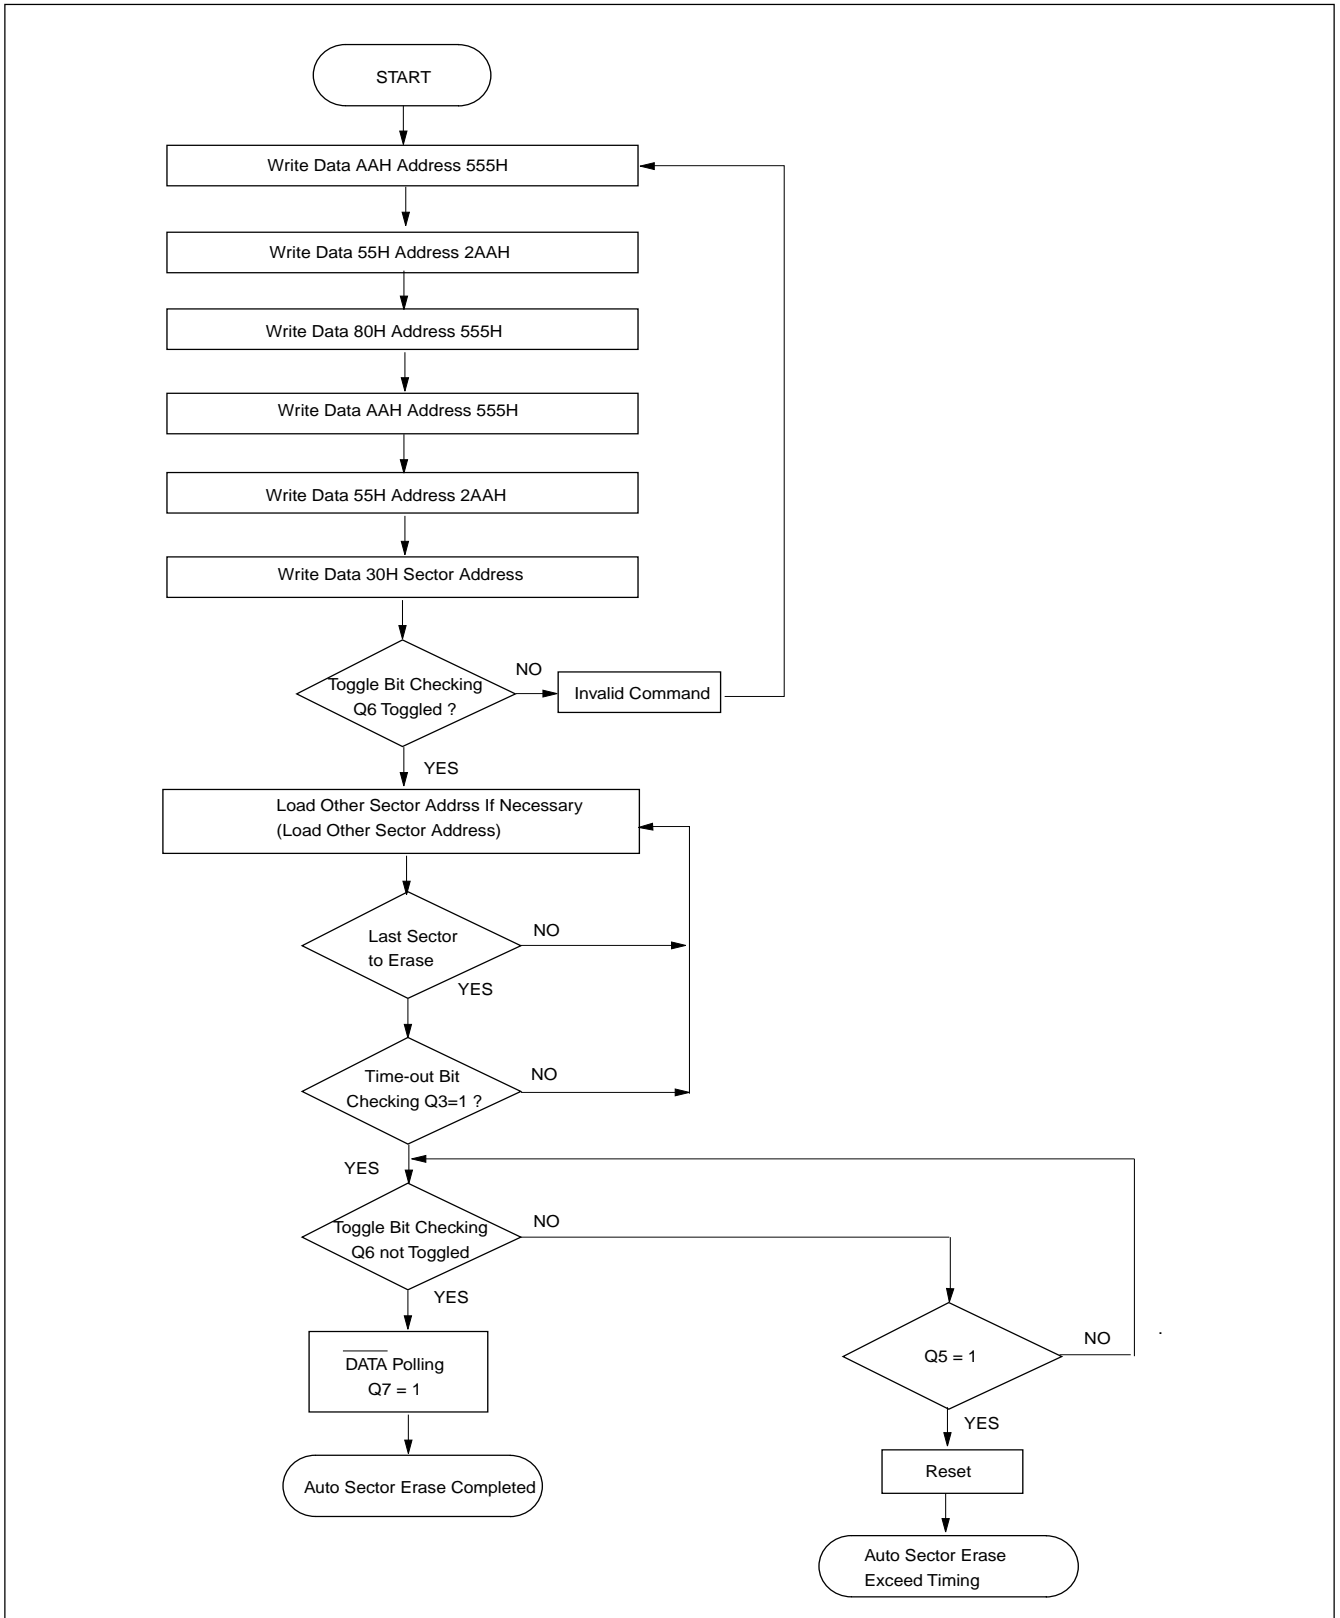 START
Write Data AAH Address 555H
Write Data 55H Address 2AAH
Write Data 80H Address 555H
Write Data AAH Address 555H
Write Data 55H Address 2AAH
Write Data 30H Sector Address
Toggle Bit Checking
Q6 Toggled ?
NO
Invalid Command
YES
Load Other Sector Addrss If Necessary
(Load Other Sector Address)
Last Sector
to Erase
NO
YES
Time-out Bit
Checking Q3=1 ?
NO
YES
Toggle Bit Checking
Q6 not Toggled
NO
YES
DATA Polling
Q7 = 1
Q5 = 1
NO
.
YES
Auto Sector Erase Completed
Reset
Auto Sector Erase
Exceed Timing